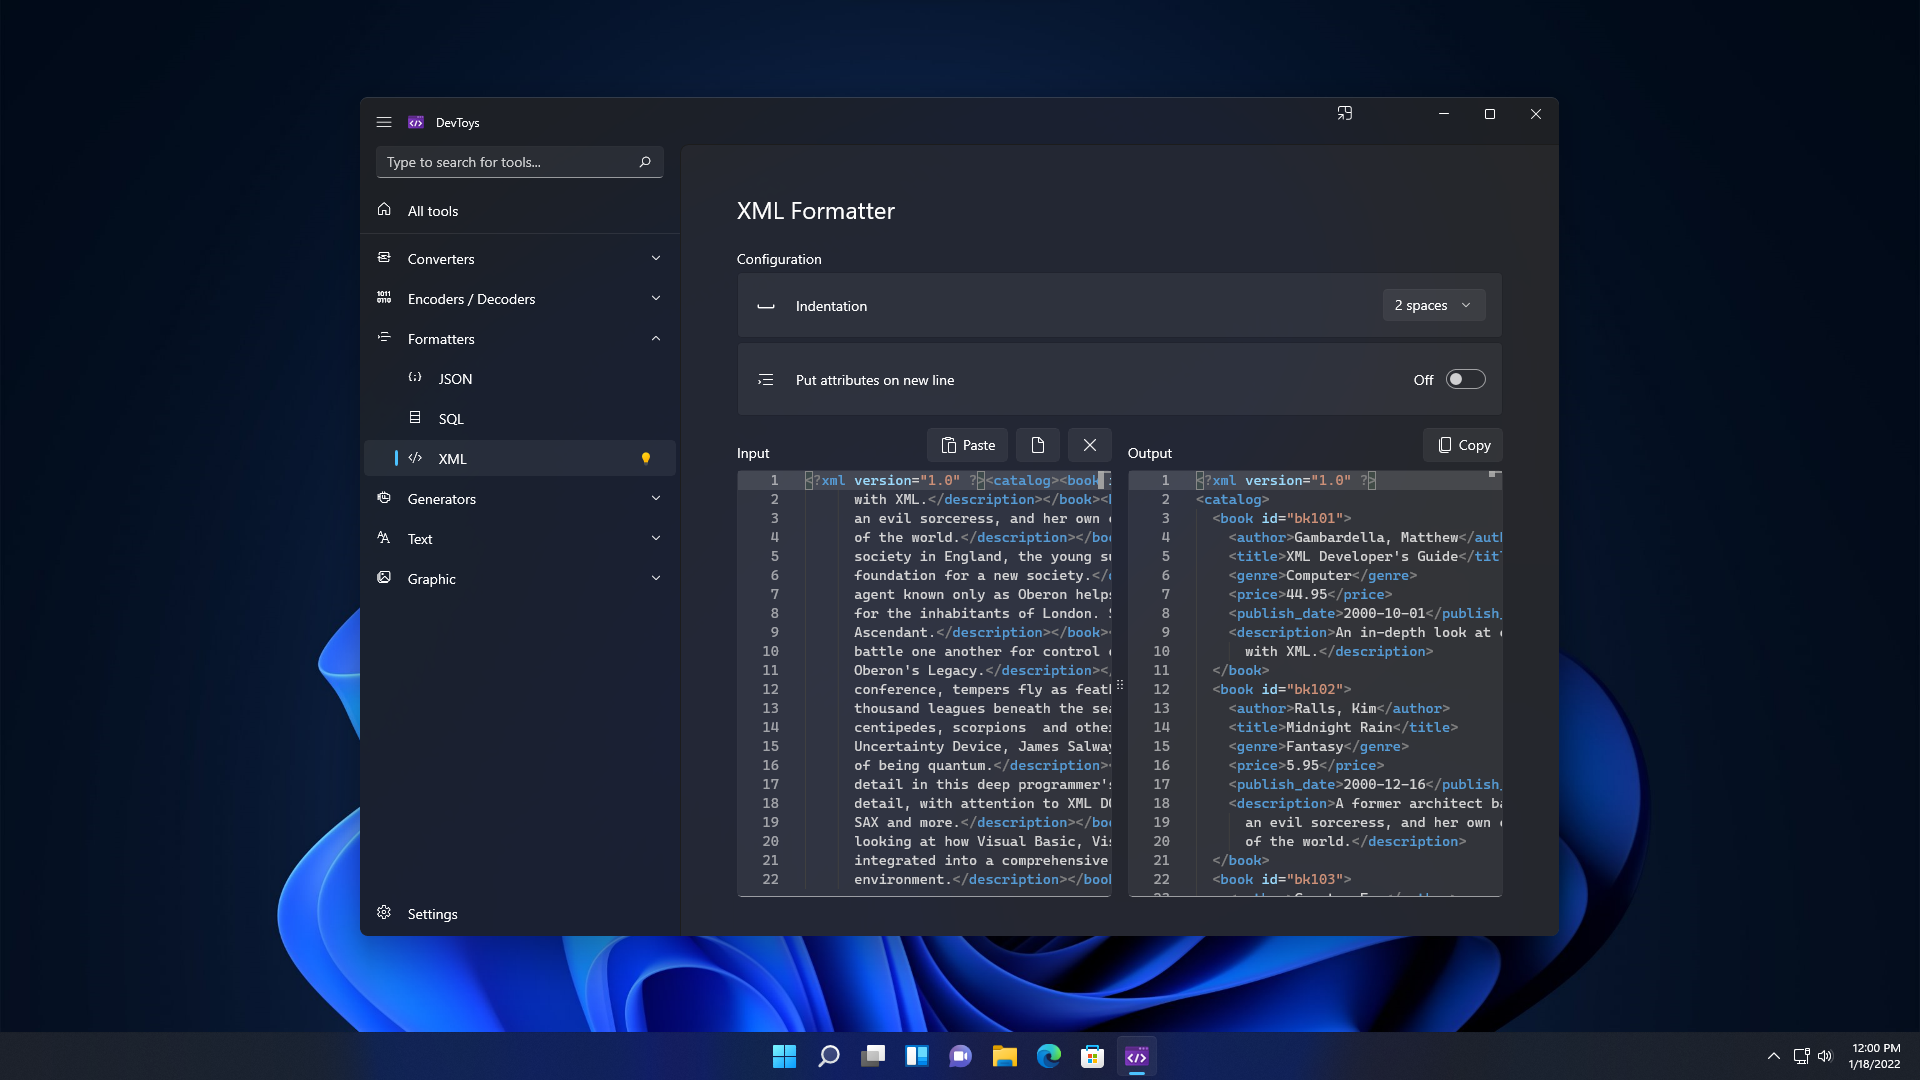 DevToys
Type to search for tools...
All tools
Converters
Encoders / Decoders
Formatters
JSON
SQL
XML
Generators
Text
Graphic
Settings
XML Formatter
Configuration
Indentation
2 spaces
Put attributes on new line
Off
Input
Paste
1 <?xml version="1.0" ?><catalog><book
2 with XML.</description></book><
3 an evil sorceress, and her own
4 of the world.</description></boo
5 society in England, the young su
6 foundation for a new society.</
7 agent known only as Oberon helps
8 for the inhabitants of London. S
9 Ascendant.</description></book>
10 battle one another for control
11 Oberon's Legacy.</description><
12 conference, tempers fly as feat
13 thousand leagues beneath the sea
14 centipedes, scorpions  and other
15 Uncertainty Device, James Salway
16 of being quantum.</description>
17 detail in this deep programmer's
18 detail, with attention to XML DO
19 SAX and more.</description></boo
20 looking at how Visual Basic, Vis
21 integrated into a comprehensive
22 environment.</description></book
Output
Copy
1 <?xml version="1.0" ?>
2 <catalog>
3 <book id="bk101">
4 <author>Gambardella, Matthew</aut
5 <title>XML Developer's Guide</tit
6 <genre>Computer</genre>
7 <price>44.95</price>
8 <publish_date>2000-10-01</publish_
9 <description>An in-depth look at
10 with XML.</description>
11 </book>
12 <book id="bk102">
13 <author>Ralls, Kim</author>
14 <title>Midnight Rain</title>
15 <genre>Fantasy</genre>
16 <price>5.95</price>
17 <publish_date>2000-12-16</publish_
18 <description>A former architect ba
19 an evil sorceress, and her own
20 of the world.</description>
21 </book>
22 <book id="bk103">
12:00 PM
1/18/2022